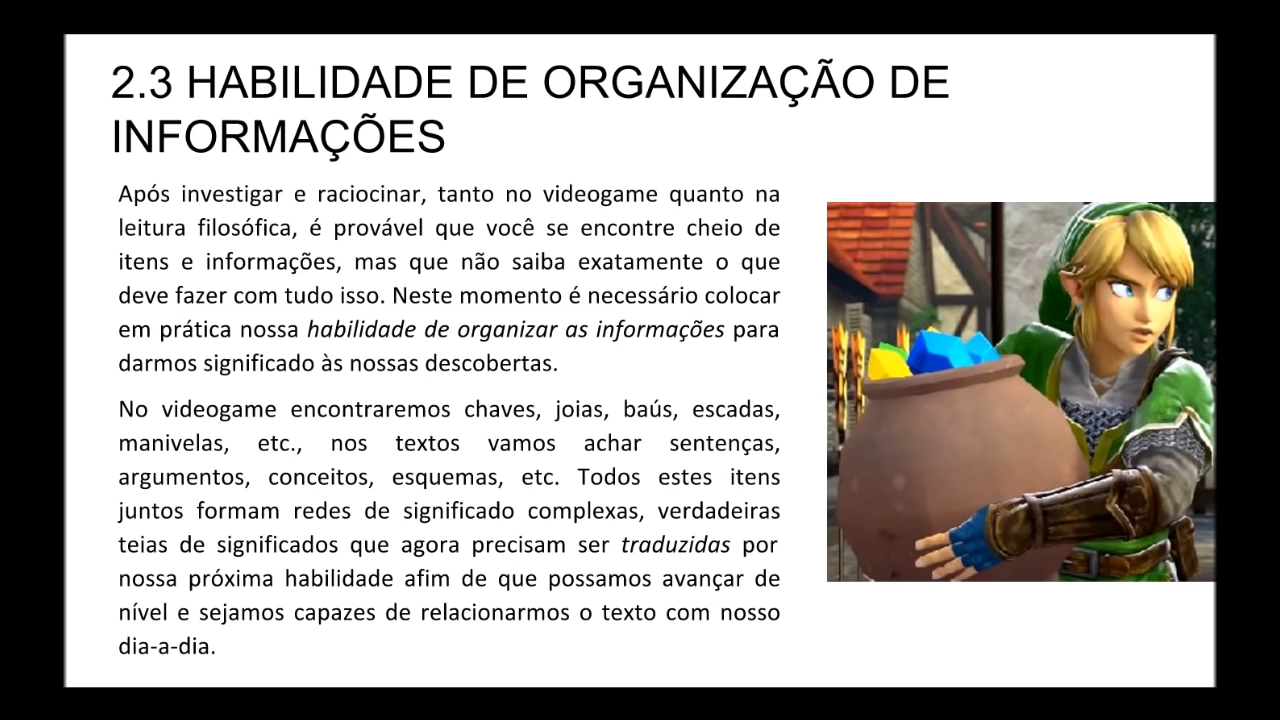 2.3 HABILIDADE DE ORGANIZAÇÃO DE
INFORMAÇÕES
Após investigar e raciocinar, tanto no videogame quanto na
leitura filosófica, é provável que você se encontre cheio de
itens e informações, mas que não saiba exatamente o que
deve fazer com tudo isso. Neste momento é necessário colocar
em prática nossa habilidade de organizar as informações para
darmos significado às nossas descobertas.
No videogame encontraremos chaves, joias, baús, escadas,
manivelas, etc., nos textos vamos achar sentenças,
argumentos, conceitos, esquemas, etc. Todos estes itens
juntos formam redes de significado complexas, verdadeiras
teias de significados que agora precisam ser traduzidas por
nossa próxima habilidade afim de que possamos avançar de
nível e sejamos capazes de relacionarmos o texto com nosso
dia-a-dia.